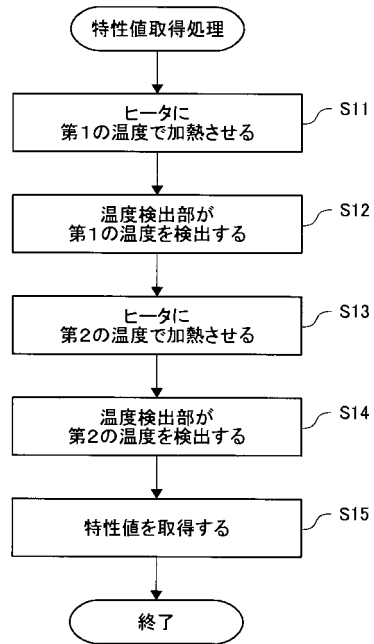 特性値取得処理
ヒータに
第1の温度で加熱させる
S11
温度検出部が
第1の温度を検出する
S12
ヒータに
第2の温度で加熱させる
S13
温度検出部が
第2の温度を検出する
S14
特性値を取得する
S15
終了